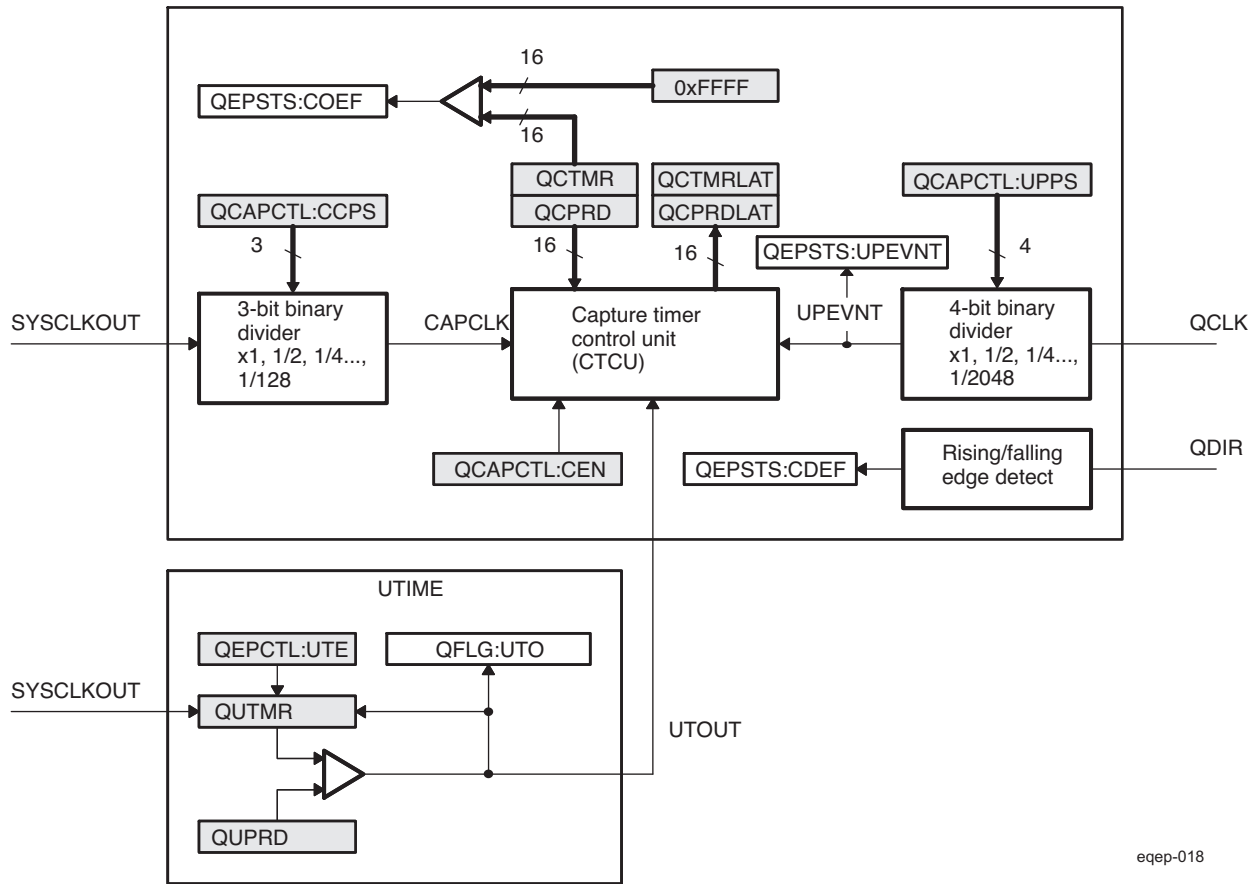 16
0xFFFF
QEPSTS:COEF
16
QCTMR
QCTMRLAT
QCAPCTL:UPPS
QCAPCTL:CCPS
QCPRD
QCPRDLAT
3
16
16
QEPSTS:UPEVNT
4
SYSCLKOUT
3-bit binary
divider
x1, 1/2, 1/4...,
1/128
CAPCLK
Capture timer
control unit
(CTCU)
UPEVNT
4-bit binary
divider
x1, 1/2, 1/4...,
1/2048
QCLK
QCAPCTL:CEN
QEPSTS:CDEF
Rising/falling
edge detect
QDIR
UTIME
QEPCTL:UTE
QFLG:UTO
SYSCLKOUT
QUTMR
UTOUT
QUPRD
eqep-018